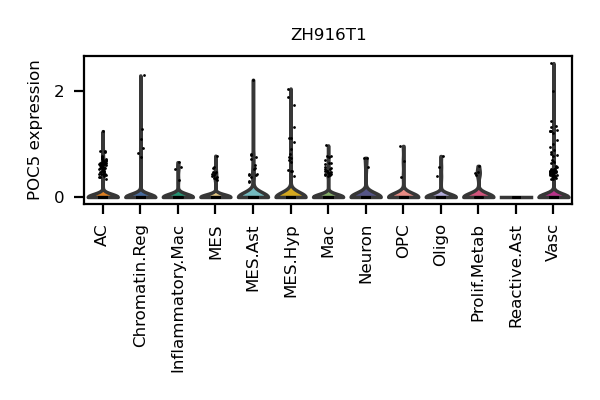 ZH916T1
POC5 expression
2
0
AC
Chromatin.Reg
Inflammatory.Mac
MES
MES.Ast
MES.Hyp
Mac
Neuron
OPC
Oligo
Prolif.Metab
Reactive.Ast
Vasc